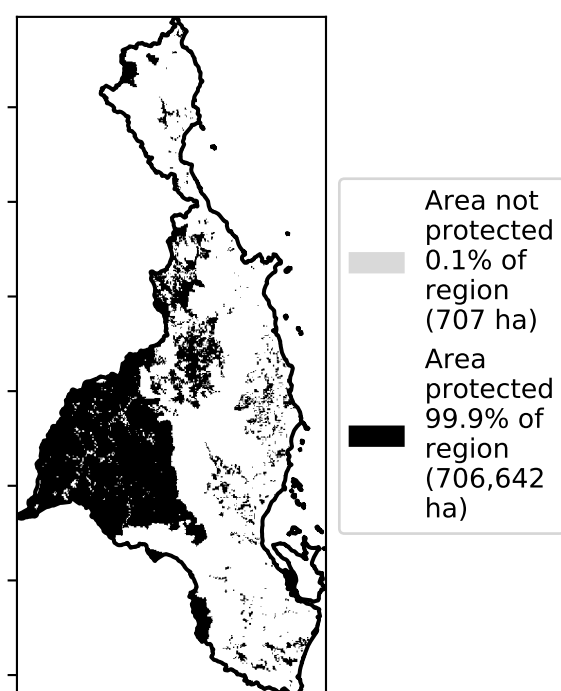 Area not
protected
0.1% of
region
(707 ha)
Area
protected
99.9% of
region
(706,642
ha)